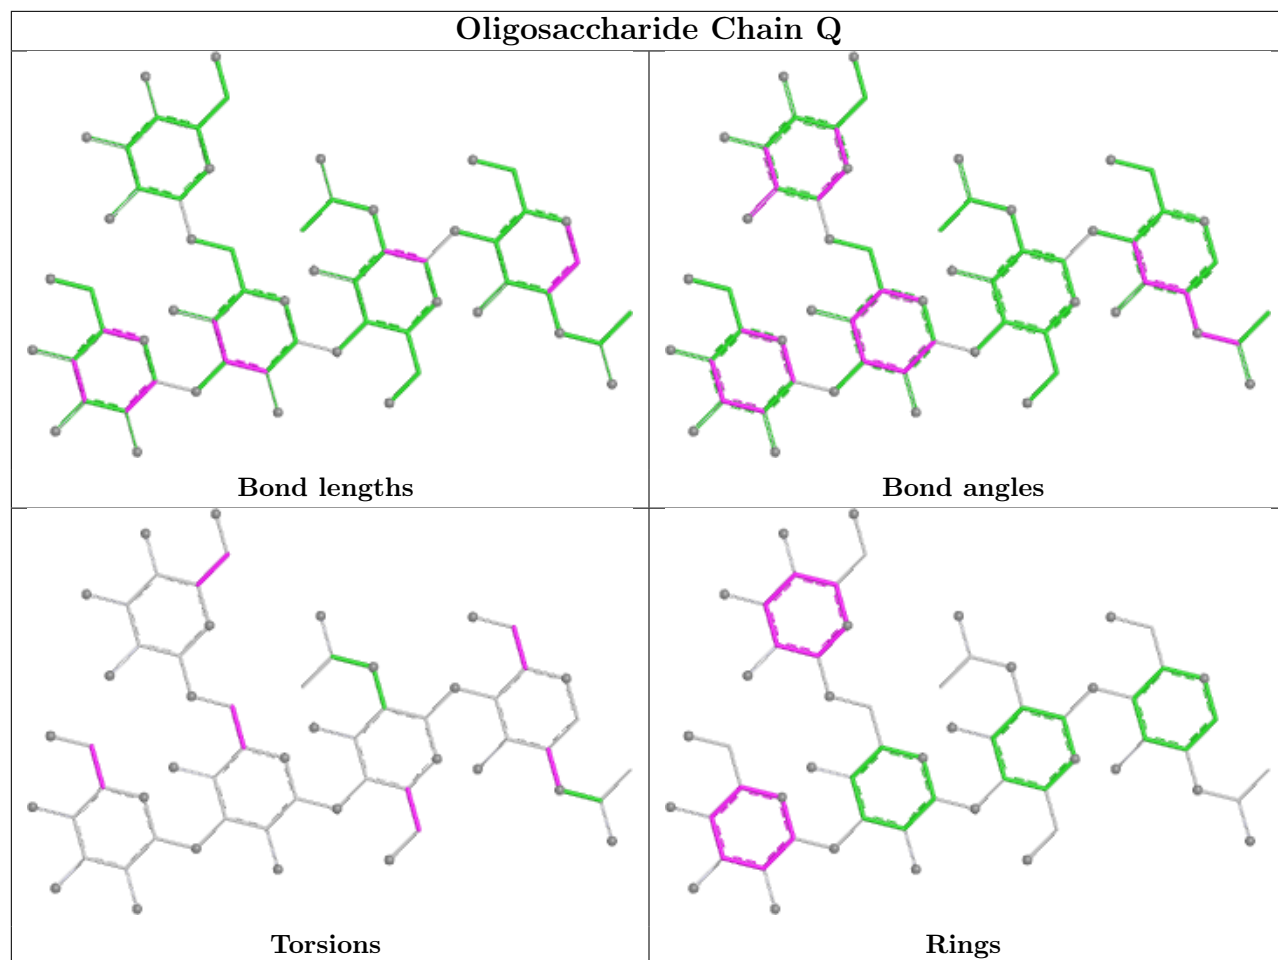 Oligosaccharide Chain Q
Bond lengths
Bond angles
Torsions
Rings